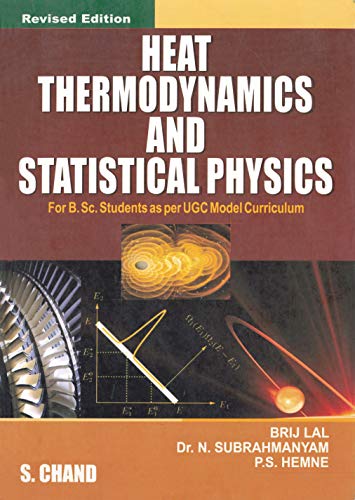 Revised Edition
HEAT
THERMODYNAMICS
AND
STATISTICAL PHYSICS
For B. Sc. Students as per UGC Model Curriculum
BRIJ LAL
Dr. N. SUBRAHMANYAM
P.S. HEMNE
S. CHAND